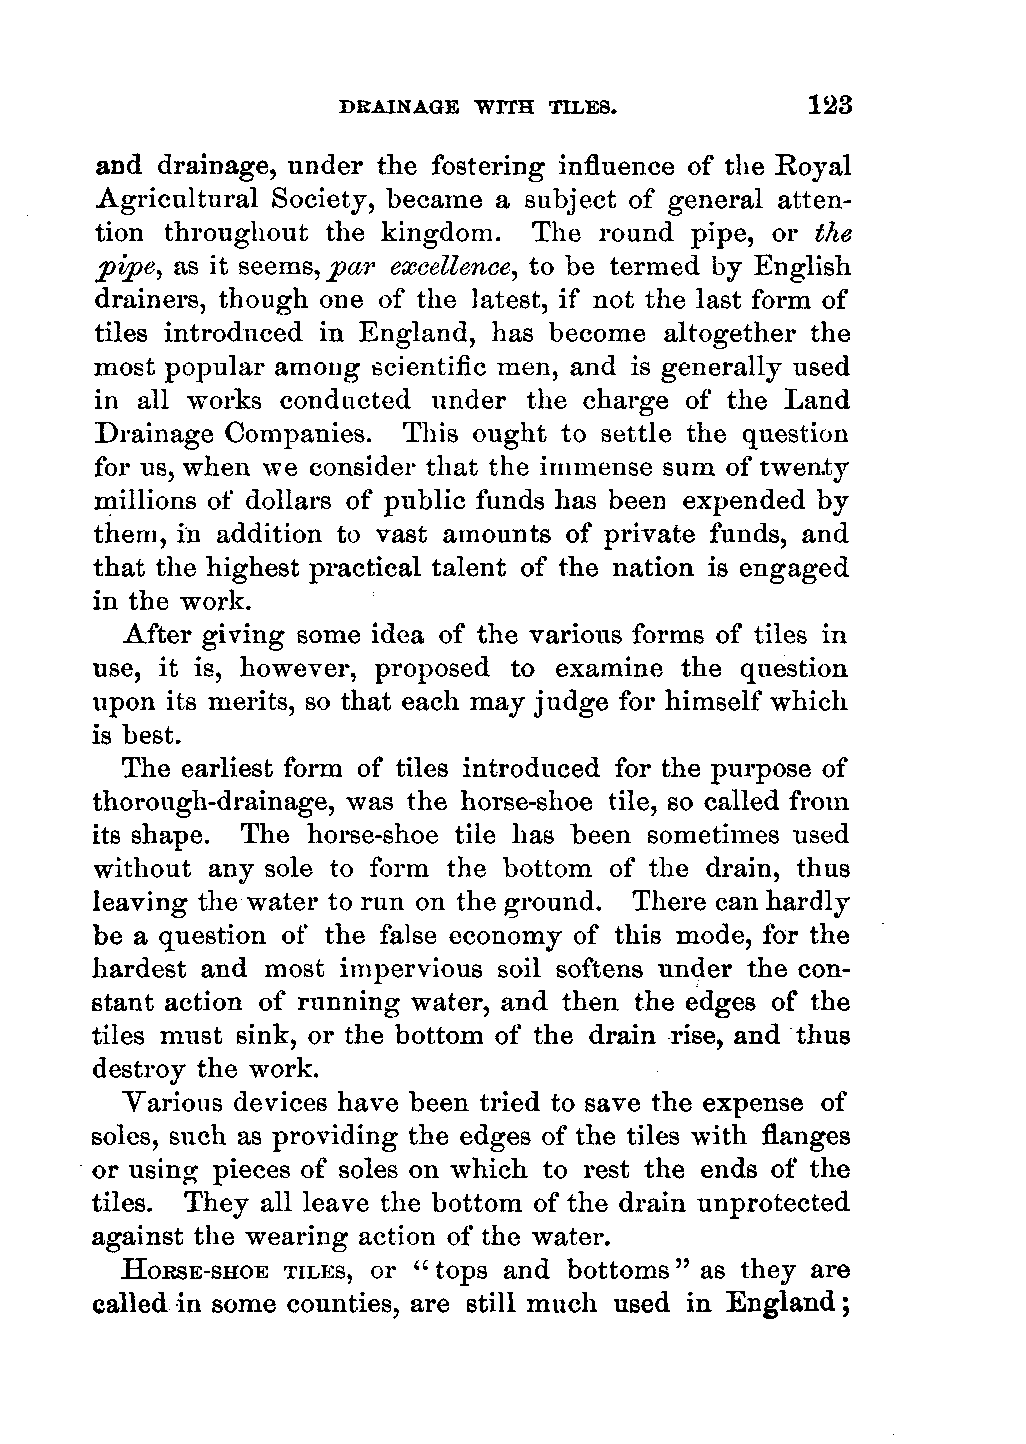 DRAINAGE WITH TILES. 123
and drainage, under the fostering influence of the Royal
Agricultural Society, became a subject of general atten-
tion throughout the kingdom. The round pipe, or the
pipe, as it seems, par excellence, to be termed by English
drainers, though one of the latest, if not the last form of
tiles introduced in England, has become altogether the
most popular among scientific men, and is generally used
in all works conducted under the charge of the Land
Drainage Companies. This ought to settle the question
for us, when we consider that the immense sum of twenty
millions of dollars of public funds has been expended by
them, in addition to vast amounts of private funds, and
that the highest practical talent of the nation is engaged
in the work.
After giving some idea of the various forms of tiles in
use, it is, however, proposed to examine the question
upon its merits, so that each may judge for himself which
is best.
The earliest form of tiles introduced for the purpose of
thorough-drainage, was the horse-shoe tile, so called from
its shape. The horse-shoe tile has been sometimes used
without any sole to form the bottom of the drain, thus
leaving the water to run on the ground. There can hardly
be a question of the false economy of this mode, for the
hardest and most impervious soil softens under the con-
stant action of running water, and then the edges of the
tiles must sink, or the bottom of the drain rise, and thus
destroy the work.
Various devices have been tried to save the expense of
soles, such as providing the edges of the tiles with flanges
or using pieces of soles on which to rest the ends of the
tiles. They all leave the bottom of the drain unprotected
against the wearing action of the water.
HORSE-SHOE TILES, or "tops and bottoms" as they are
called in some counties, are still much used in England;